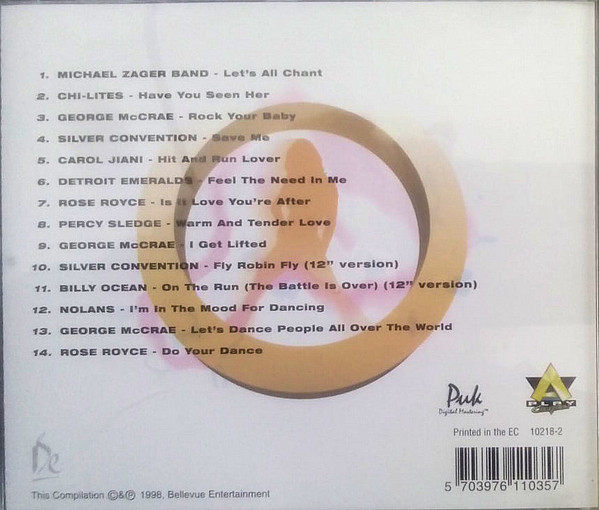 1. MICHAEL ZAGER BAND - Let's All Chant
2. CHI-LITES - Have You Seen Her
3. GEORGE McCRAE - Rock Your Baby
4. SILVER CONVENTION - Save Me
5. CAROL JIANI - Hit And Run Lover
6. DETROIT EMERALDS - Feel The Need In Me
7. ROSE ROYCE - Is It Love You're After
8. PERCY SLEDGE - Warm And Tender Love
9. GEORGE McCRAE - I Get Lifted
10. SILVER CONVENTION - Fly Robin Fly (12" version)
11. BILLY OCEAN - On The Run (The Battle Is Over) (12" version)
12. NOLANS - I'm In The Mood For Dancing
13. GEORGE McCRAE - Let's Dance People All Over The World
14. ROSE ROYCE - Do Your Dance
Puk
Digital Mastering™
Printed in the EC 10218-2
5 703976 110357
This Compilation ©&℗ 1998, Bellevue Entertainment